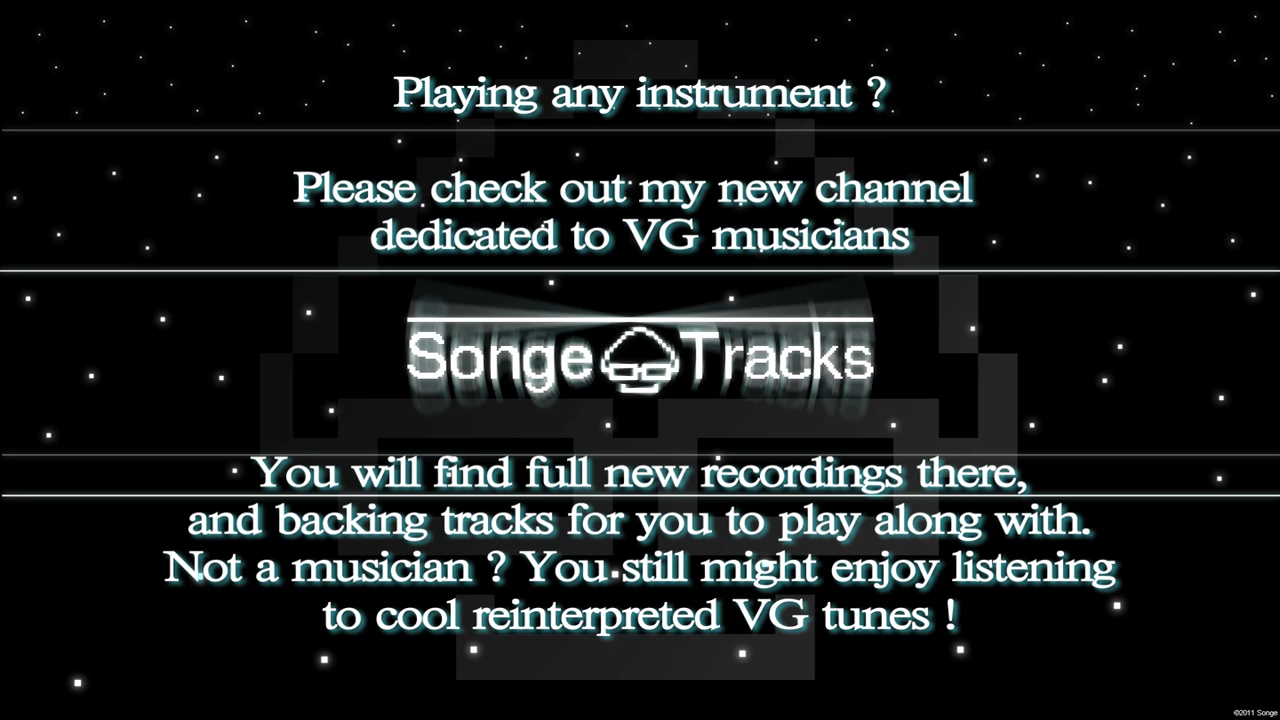 Playing any instrument ?
Please check out my new channel
dedicated to VG musicians
Songe Tracks
You will find full new recordings there,
and backing tracks for you to play along with.
Not a musician ? You still might enjoy listening
to cool reinterpreted VG tunes !
©2011 Songe